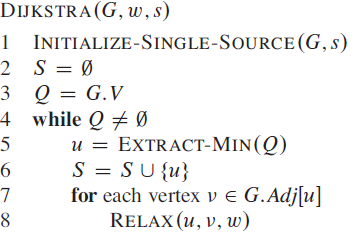 DIJKSTRA(G, w, s)
1 INITIALIZE-SINGLE-SOURCE(G, s)
2 S = ∅
3 Q = G.V
4 while Q ≠ ∅
5 u = EXTRACT-MIN(Q)
6 S = S ∪ {u}
7 for each vertex v ∈ G.Adj[u]
8 RELAX(u, v, w)